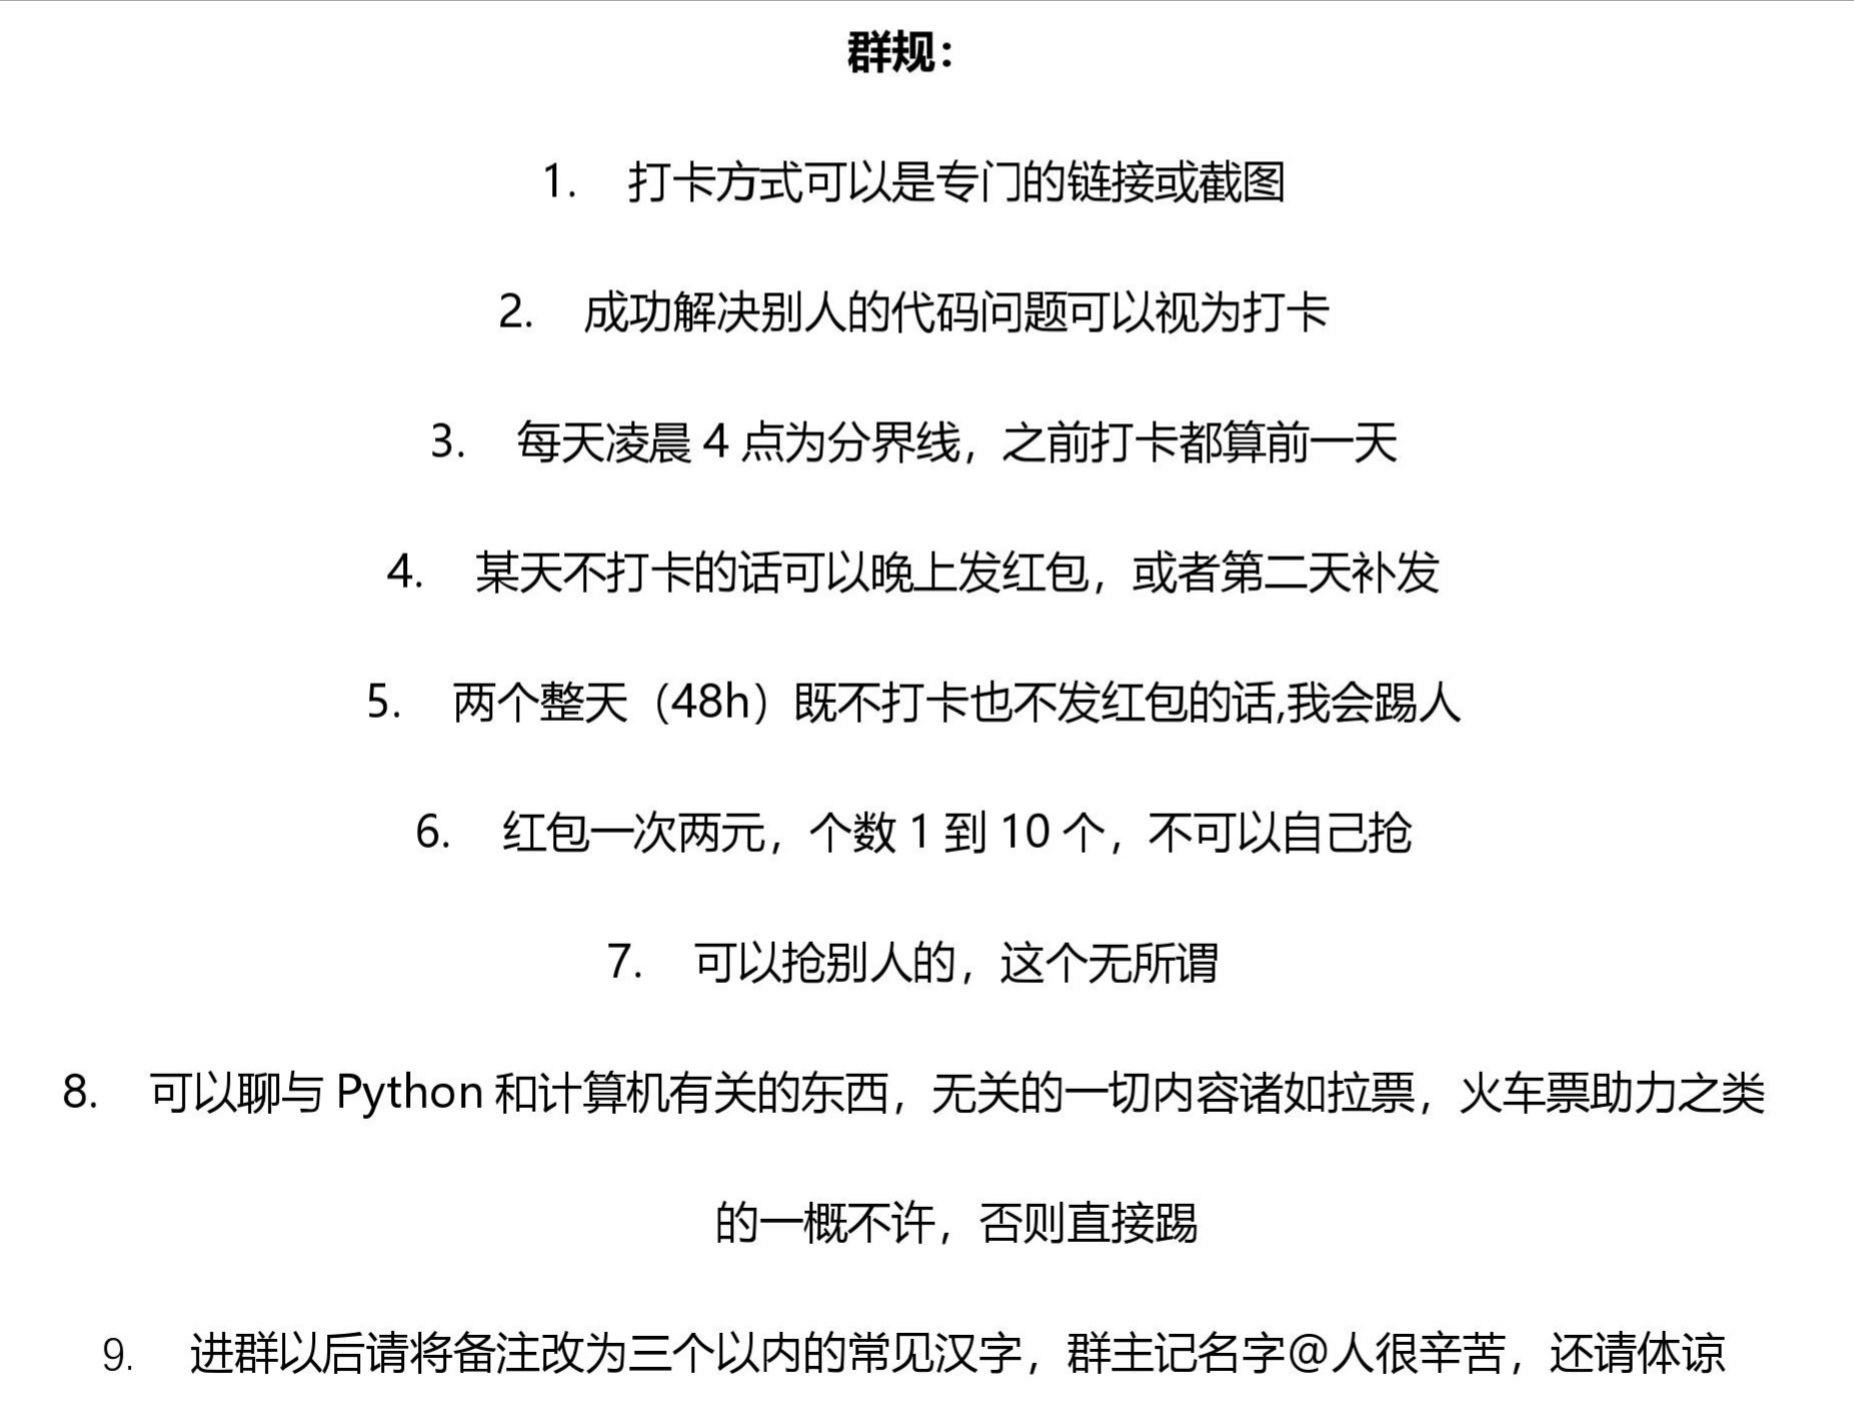 群规：
1. 打卡方式可以是专门的链接或截图
2. 成功解决别人的代码问题可以视为打卡
3. 每天凌晨 4 点为分界线，之前打卡都算前一天
4. 某天不打卡的话可以晚上发红包，或者第二天补发
5. 两个整天（48h）既不打卡也不发红包的话,我会踢人
6. 红包一次两元，个数 1 到 10 个，不可以自己抢
7. 可以抢别人的，这个无所谓
8. 可以聊与 Python 和计算机有关的东西，无关的一切内容诸如拉票，火车票助力之类
的一概不许，否则直接踢
9. 进群以后请将备注改为三个以内的常见汉字，群主记名字@人很辛苦，还请体谅